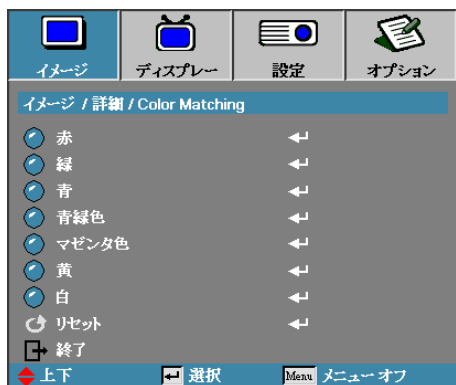 イメージ ディスプレー 設定 オプション
イメージ / 詳細 / Color Matching
赤
緑
青
青緑色
マゼンタ色
黄
白
リセット
終了
上下 選択 Menu メニューオフ